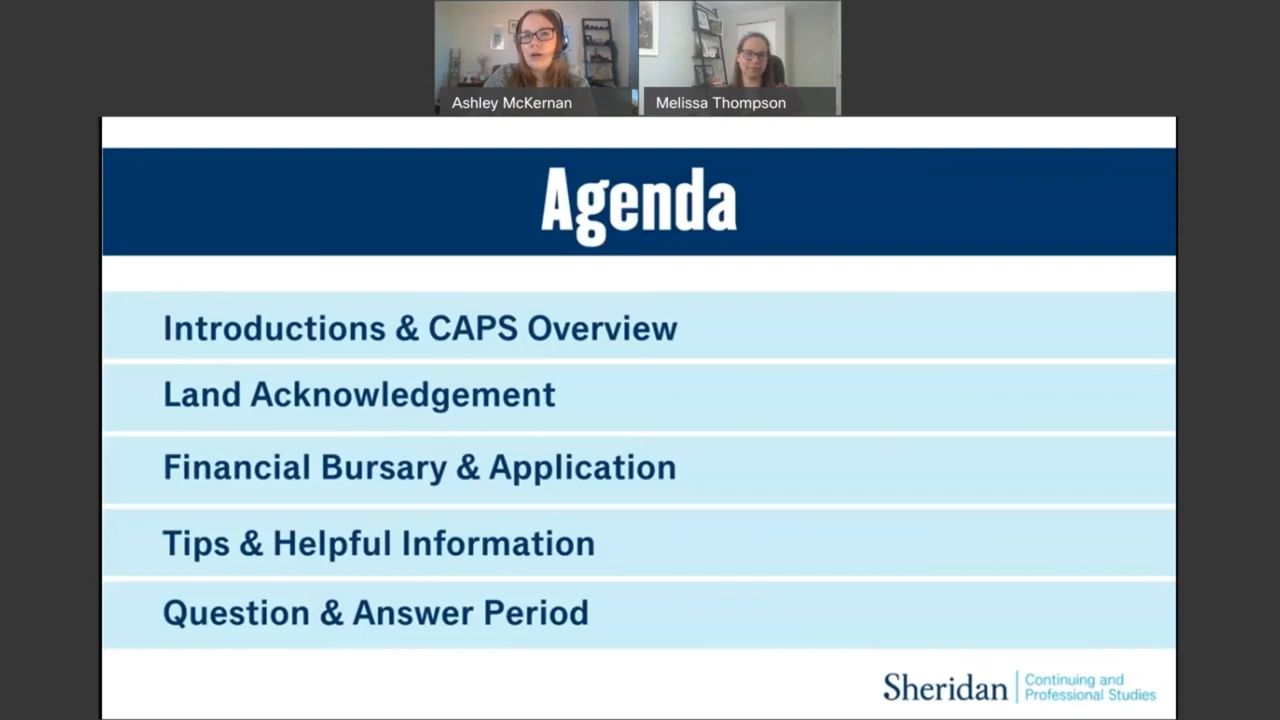 Ashley McKernan
Melissa Thompson
Agenda
Introductions & CAPS Overview
Land Acknowledgement
Financial Bursary & Application
Tips & Helpful Information
Question & Answer Period
Sheridan
Continuing and
Professional Studies